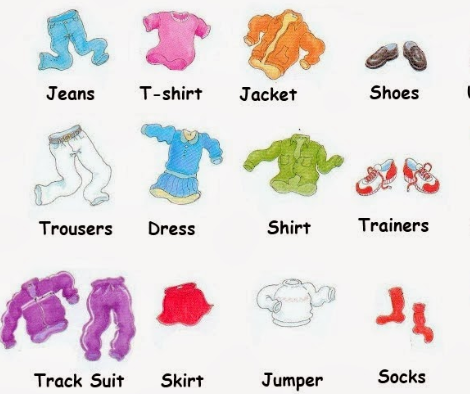 Jeans T-shirt Jacket Shoes
Trousers Dress Shirt Trainers
Track Suit Skirt Jumper Socks